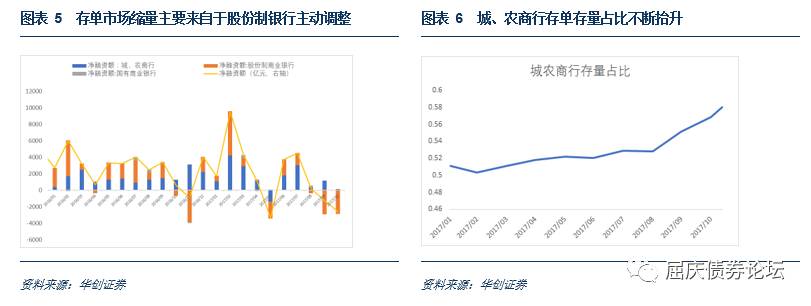 图表 5 存单市场缩量主要来自于股份制银行主动调整
净融资额：城、农商行
净融资额:股份制商业银行
净融资额:国有商业银行
净融资额（亿元，右轴）
12000
10000
8000
6000
4000
2000
0
-2000
-4000
-6000
资料来源：华创证券
图表 6 城、农商行存单存量占比不断抬升
城农商行存量占比
0.6
0.58
0.56
0.54
0.52
0.5
0.48
0.46
2017/01
2017/02
2017/03
2017/04
2017/05
2017/06
2017/07
2017/08
2017/09
2017/10
资料来源：华创证券
屈庆债券论坛